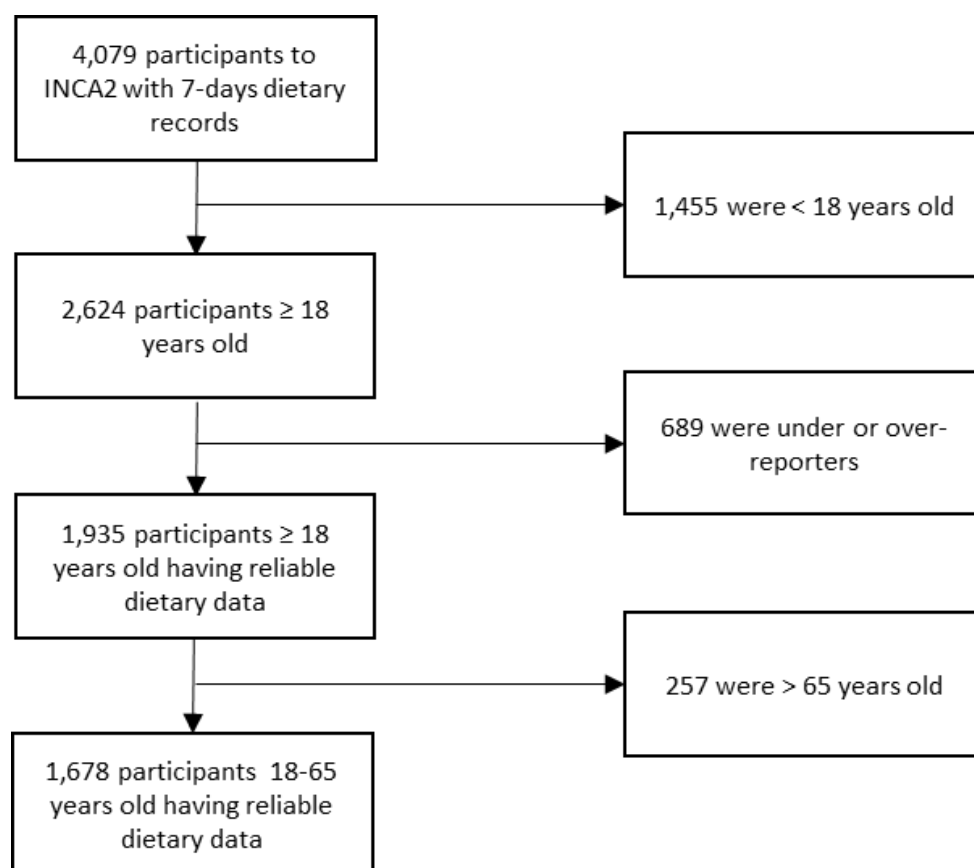 4,079 participants to
INCA2 with 7-days dietary
records
1,455 were < 18 years old
2,624 participants ≥ 18
years old
689 were under or over-
reporters
1,935 participants ≥ 18
years old having reliable
dietary data
257 were > 65 years old
1,678 participants  18-65
years old having reliable
dietary data